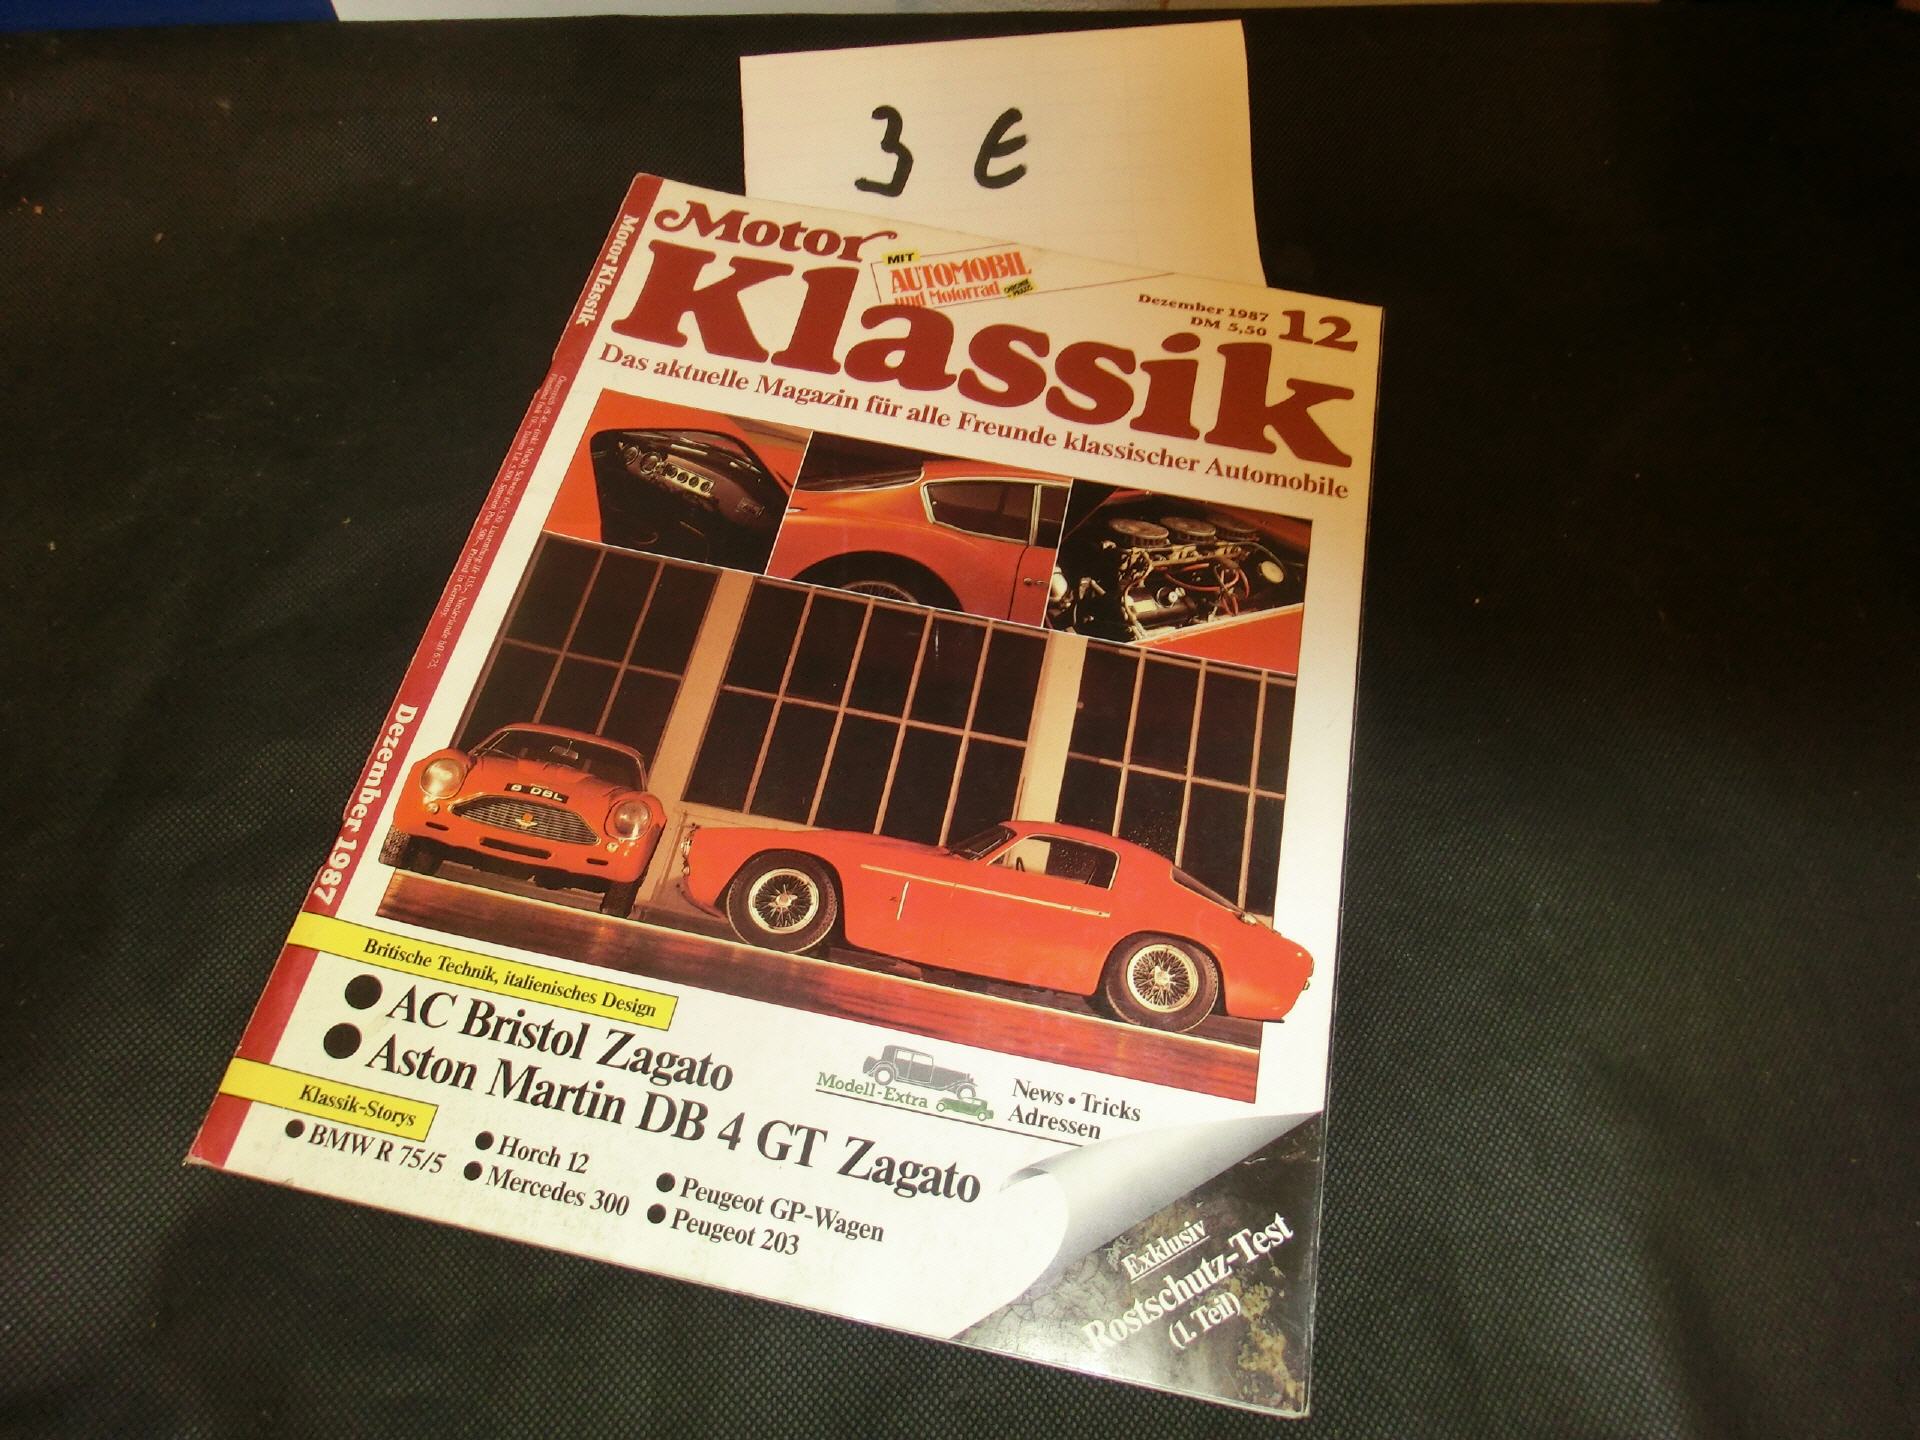 3 €
Motor
Klassik
MIT
AUTOMOBIL
und Motorrad
Dezember 1987
DM 5,50
12
Das aktuelle Magazin für alle Freunde klassischer Automobile
Motor Klassik
Dezember 1987
8 DBL
Britische Technik, italienisches Design
● AC Bristol Zagato
● Aston Martin DB 4 GT Zagato
Modell-Extra
News • Tricks
Adressen
Klassik-Storys
● BMW R 75/5
● Horch 12
● Mercedes 300
● Peugeot GP-Wagen
● Peugeot 203
Exklusiv
Rostschutz-Test
(1. Teil)